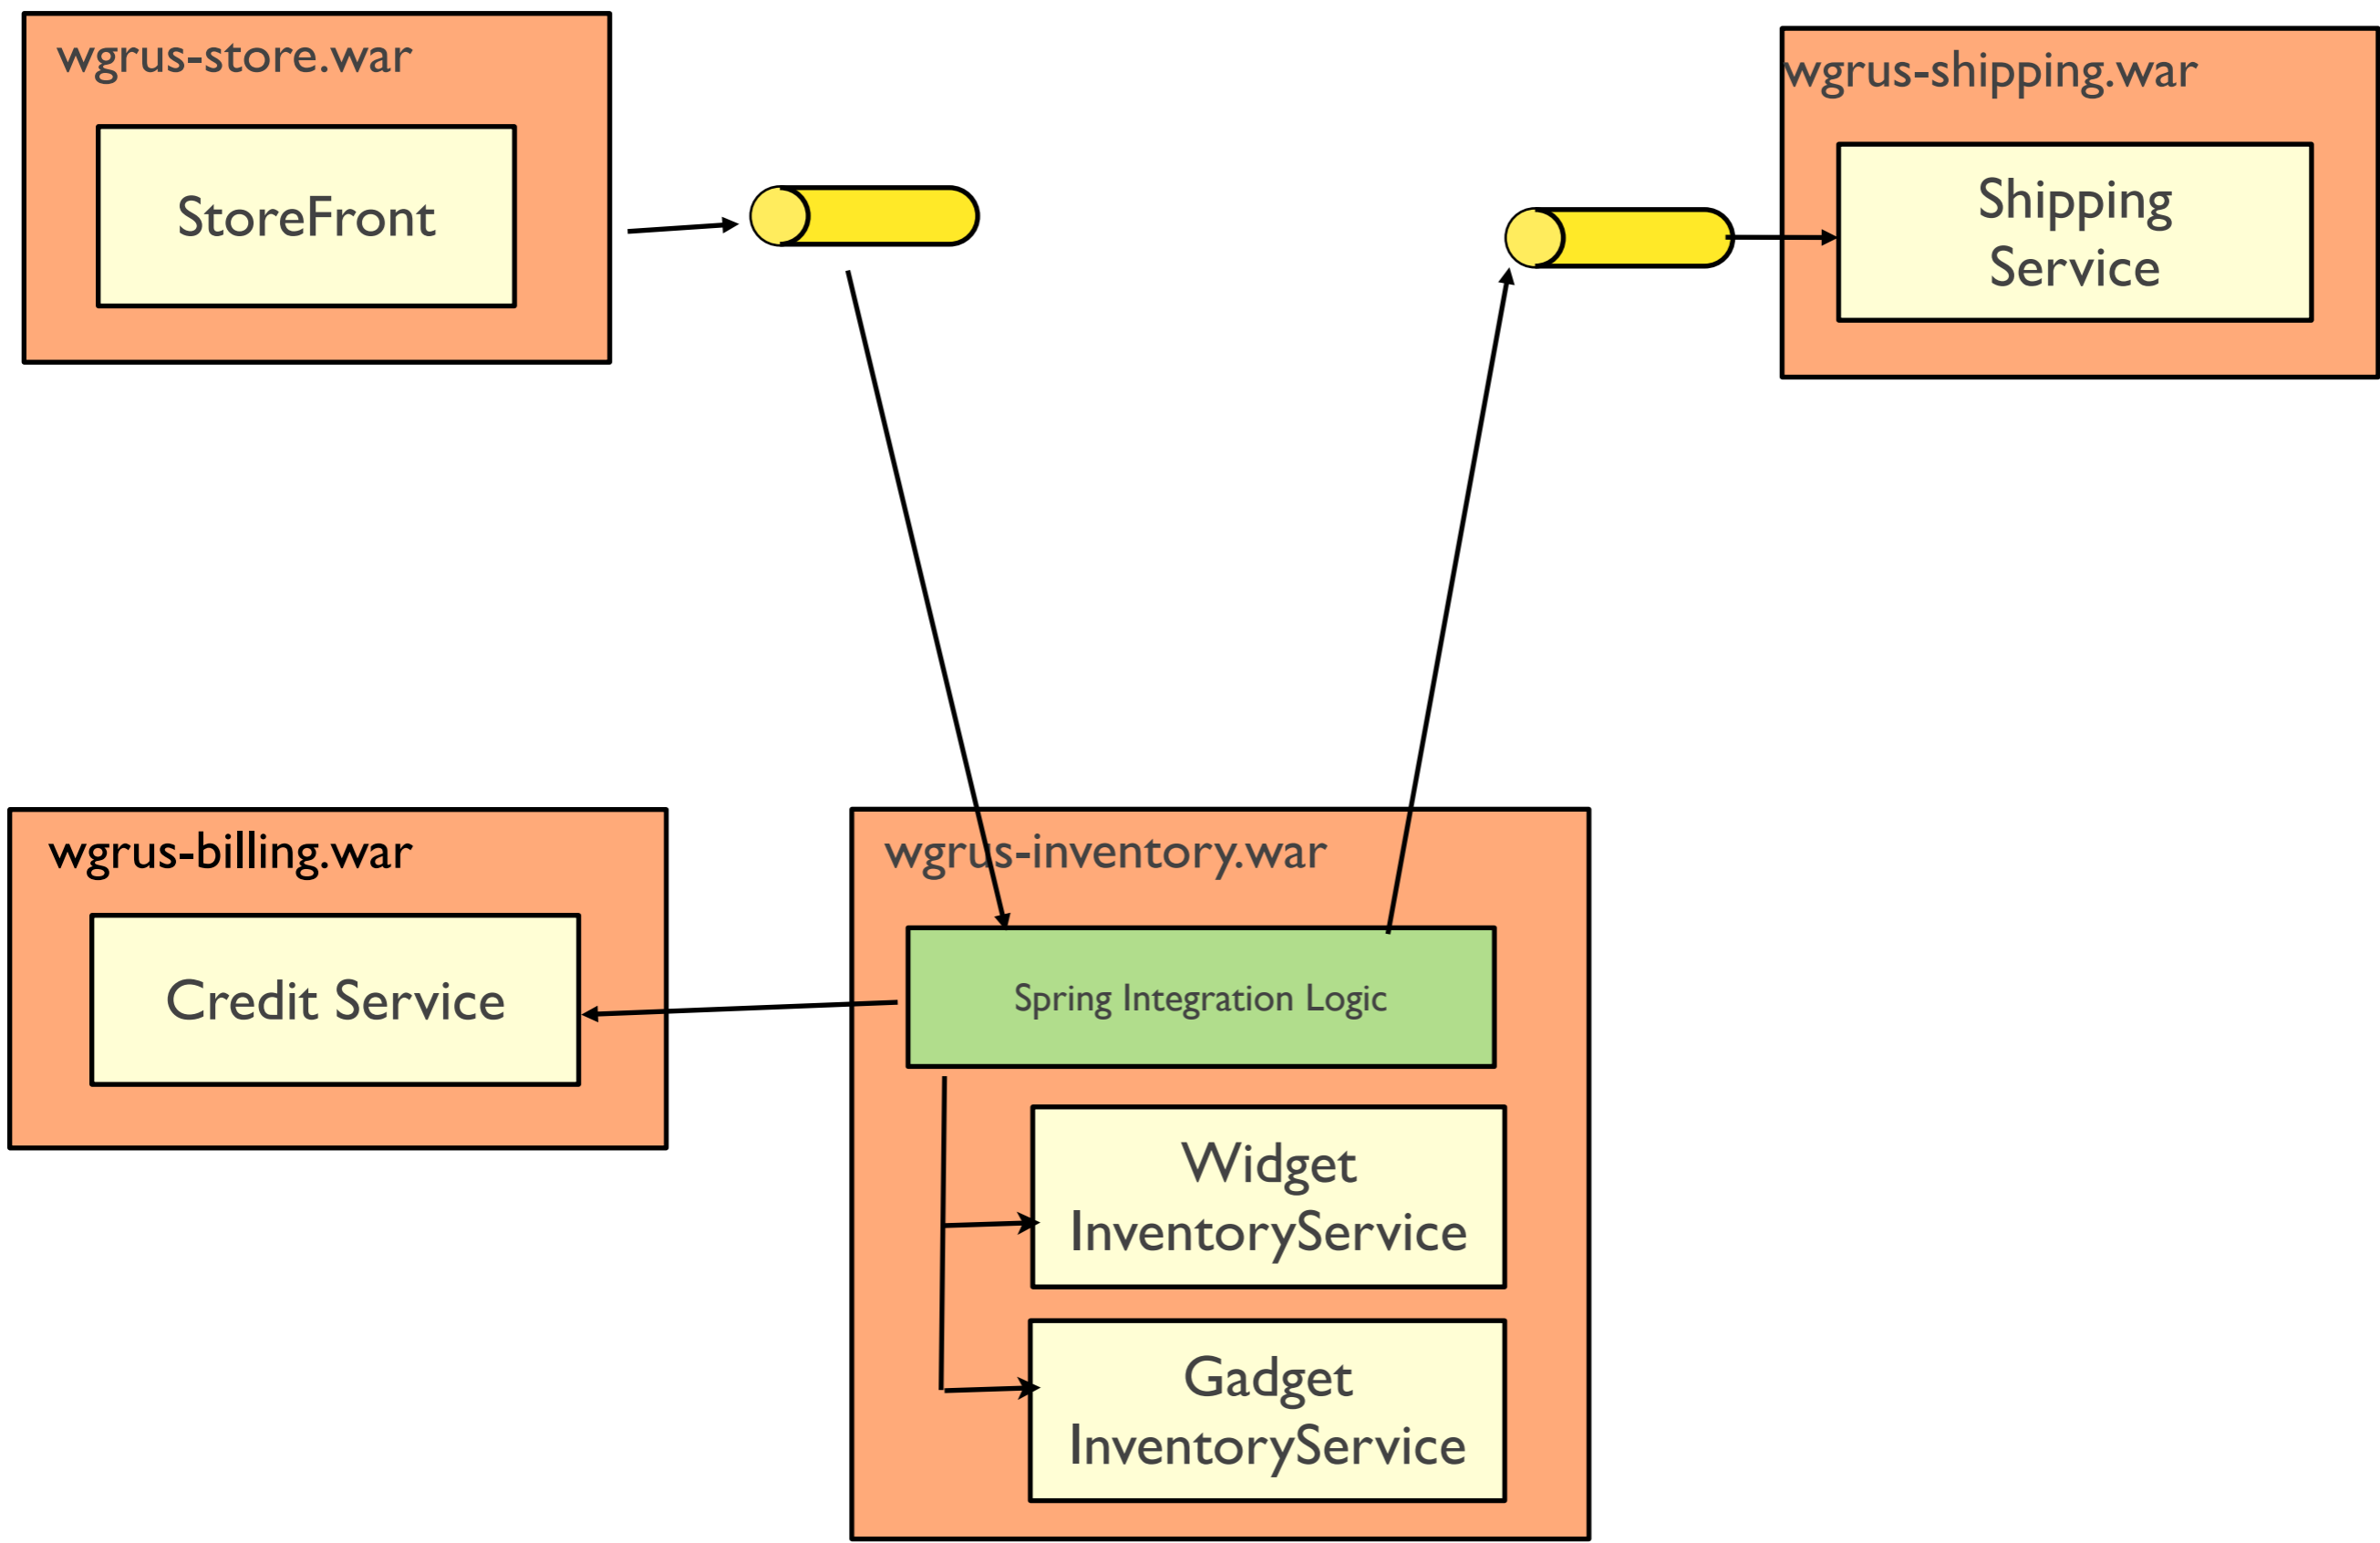 wgrus-store.war
StoreFront
wgrus-shipping.war
Shipping
Service
wgrus-billing.war
Credit Service
wgrus-inventory.war
Spring Integration Logic
Widget
InventoryService
Gadget
InventoryService